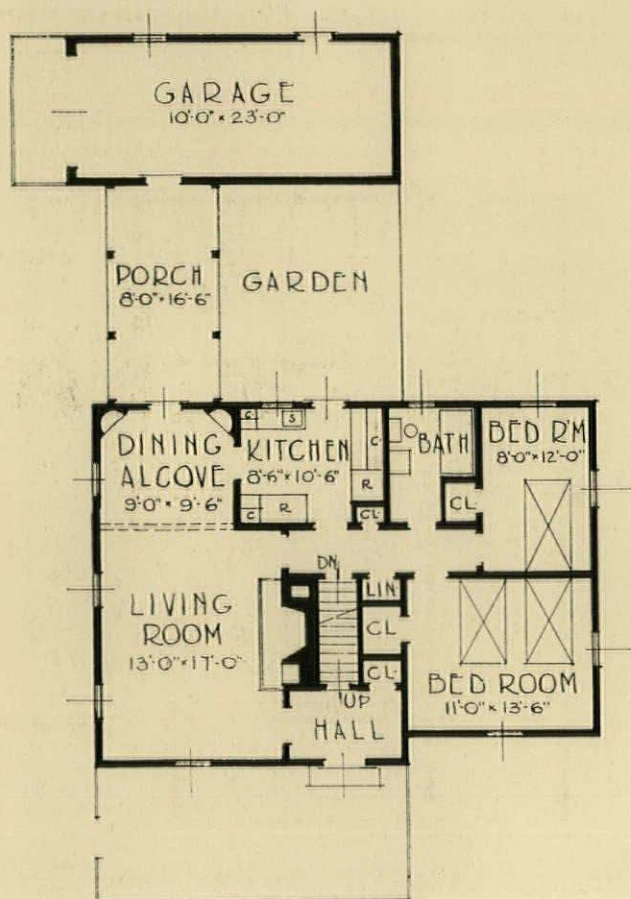 GARAGE
10'-0" × 23'-0"
PORCH
8'-0" × 16'-6"
GARDEN
DINING
ALCOVE
9'-0" × 9'-6"
C
S
KITCHEN
8'-6" × 10'-6"
C
R
C
R
CL
BATH
BED R'M
8'-0" × 12'-0"
CL
DN
LIN
CL
CL
UP
LIVING
ROOM
13'-0" × 17'-0"
HALL
BED ROOM
11'-0" × 13'-6"